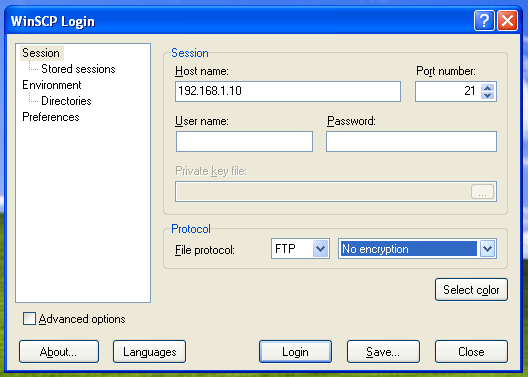 WinSCP Login
Session
Stored sessions
Environment
Directories
Preferences
Session
Host name:
Port number:
192.168.1.10
21
User name:
Password:
Private key file:
...
Protocol
File protocol:
FTP
No encryption
Select color
Advanced options
About...
Languages
Login
Save...
Close